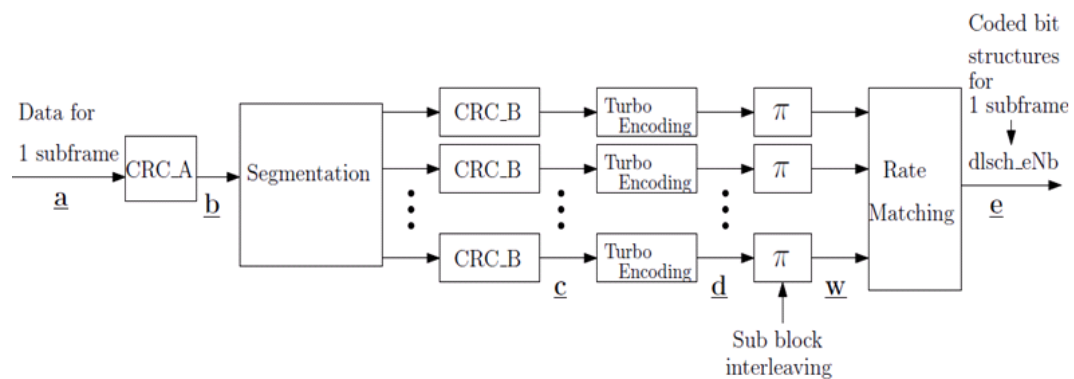 Coded bit
structures
for
1 subframe
Data for
1 subframe
a
CRC_A
b
Segmentation
CRC_B
Turbo
Encoding
π
CRC_B
Turbo
Encoding
π
CRC_B
Turbo
Encoding
π
c
d
w
Rate
Matching
dlsch_eNb
e
Sub block
interleaving